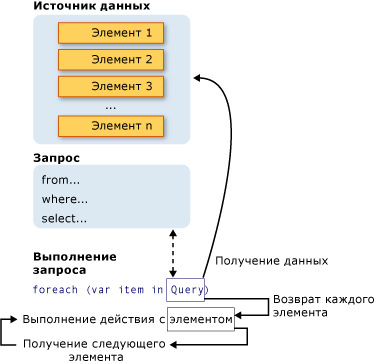 Источник данных
Элемент 1
Элемент 2
Элемент 3
...
Элемент n
Запрос
from...
where...
select...
Получение данных
Выполнение
запроса
foreach (var item in Query)
Возврат каждого
элемента
Выполнение действия с элементом
Получение следующего
элемента